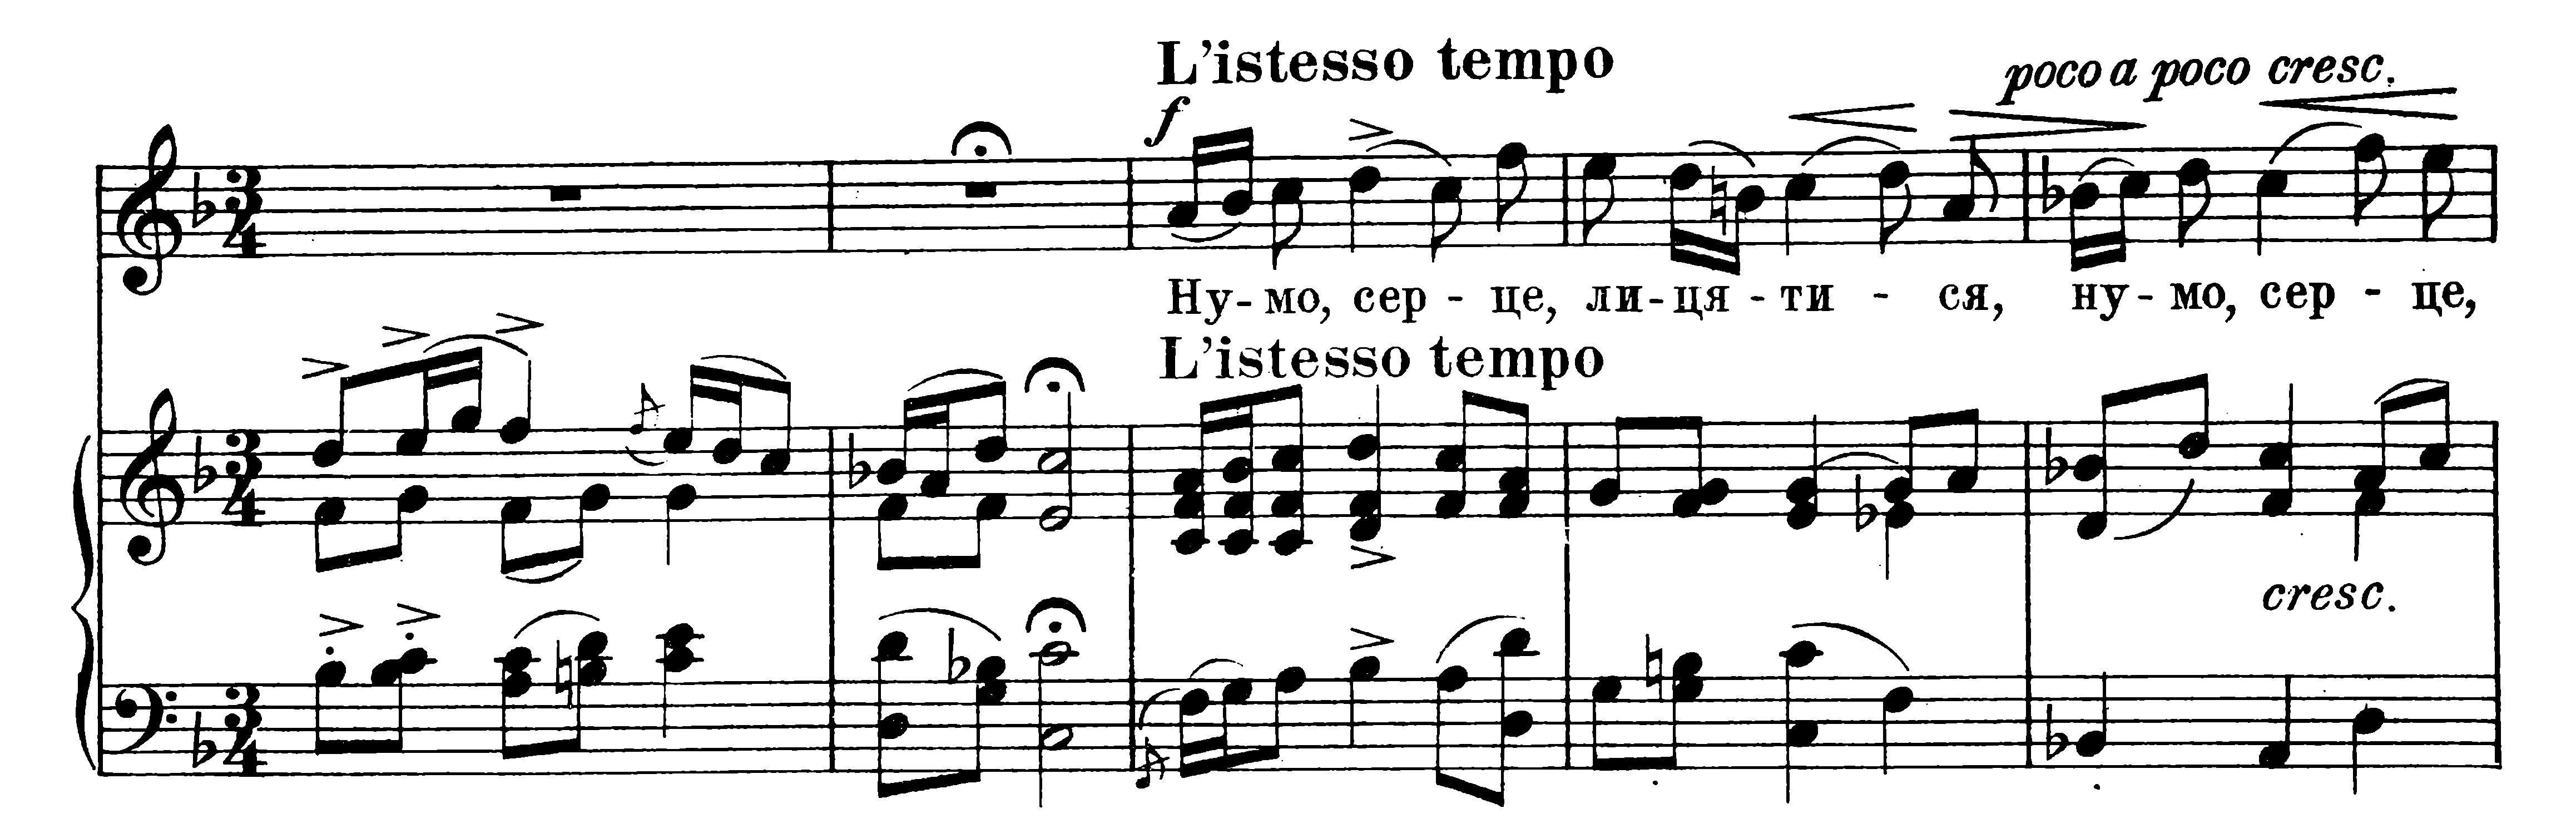 L'istesso tempo
poco a poco cresc.
f
Ну-мо, сер - це, ли-ця - ти - ся, ну-мо, сер - це,
L'istesso tempo
cresc.